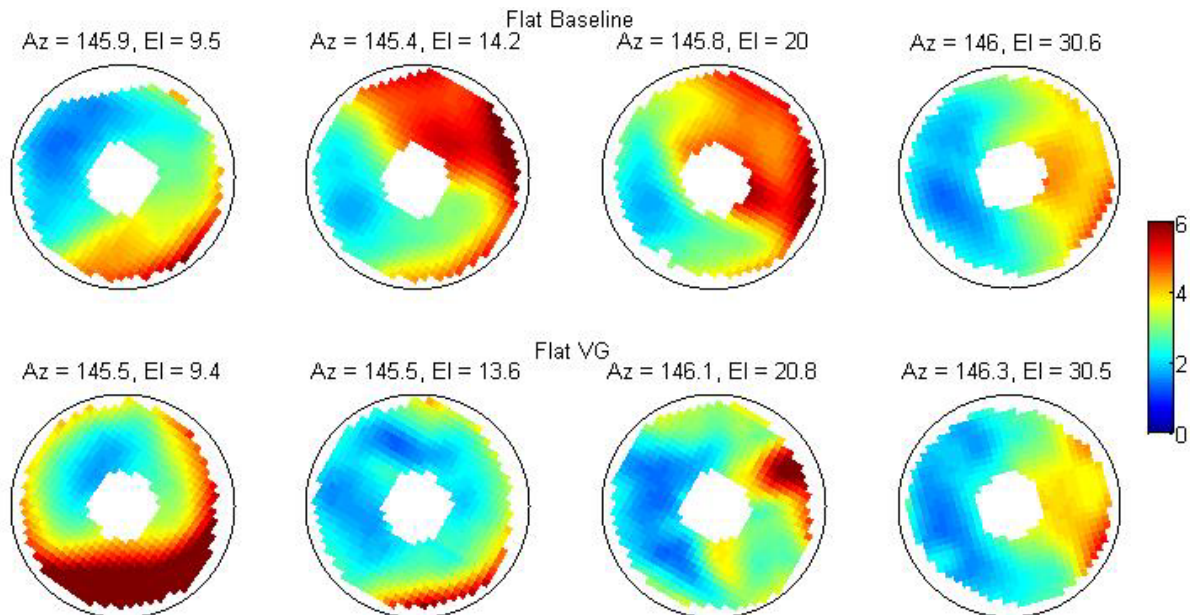 Flat Baseline
Az = 145.9, El = 9.5
Az = 145.4, El = 14.2
Az = 145.8, El = 20
Az = 146, El = 30.6
6
4
2
0
Flat VG
Az = 145.5, El = 9.4
Az = 145.5, El = 13.6
Az = 146.1, El = 20.8
Az = 146.3, El = 30.5